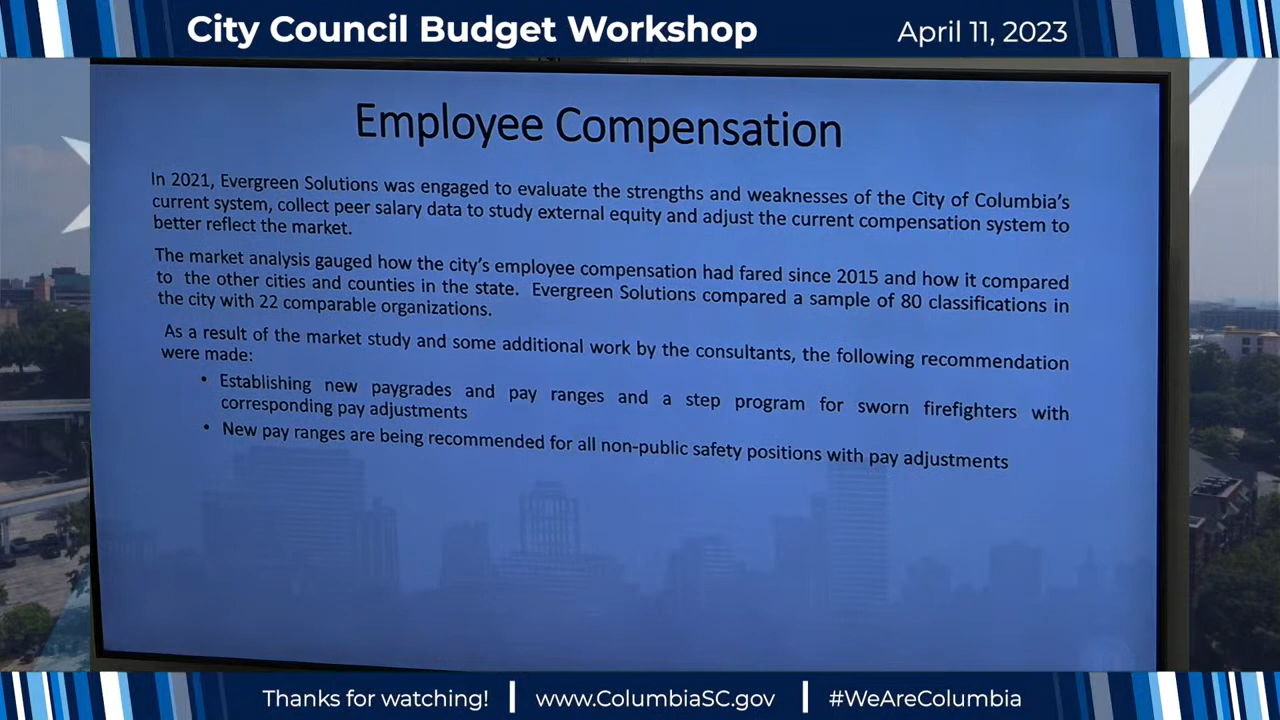 City Council Budget Workshop
April 11, 2023
Employee Compensation
In 2021, Evergreen Solutions was engaged to evaluate the strengths and weaknesses of the City of Columbia's
current system, collect peer salary data to study external equity and adjust the current compensation system to
better reflect the market.
The market analysis gauged how the city's employee compensation had fared since 2015 and how it compared
to the other cities and counties in the state. Evergreen Solutions compared a sample of 80 classifications in
the city with 22 comparable organizations.
As a result of the market study and some additional work by the consultants, the following recommendation
were made:
• Establishing new paygrades and pay ranges and a step program for sworn firefighters with
corresponding pay adjustments
• New pay ranges are being recommended for all non-public safety positions with pay adjustments
Thanks for watching! | www.ColumbiaSC.gov | #WeAreColumbia